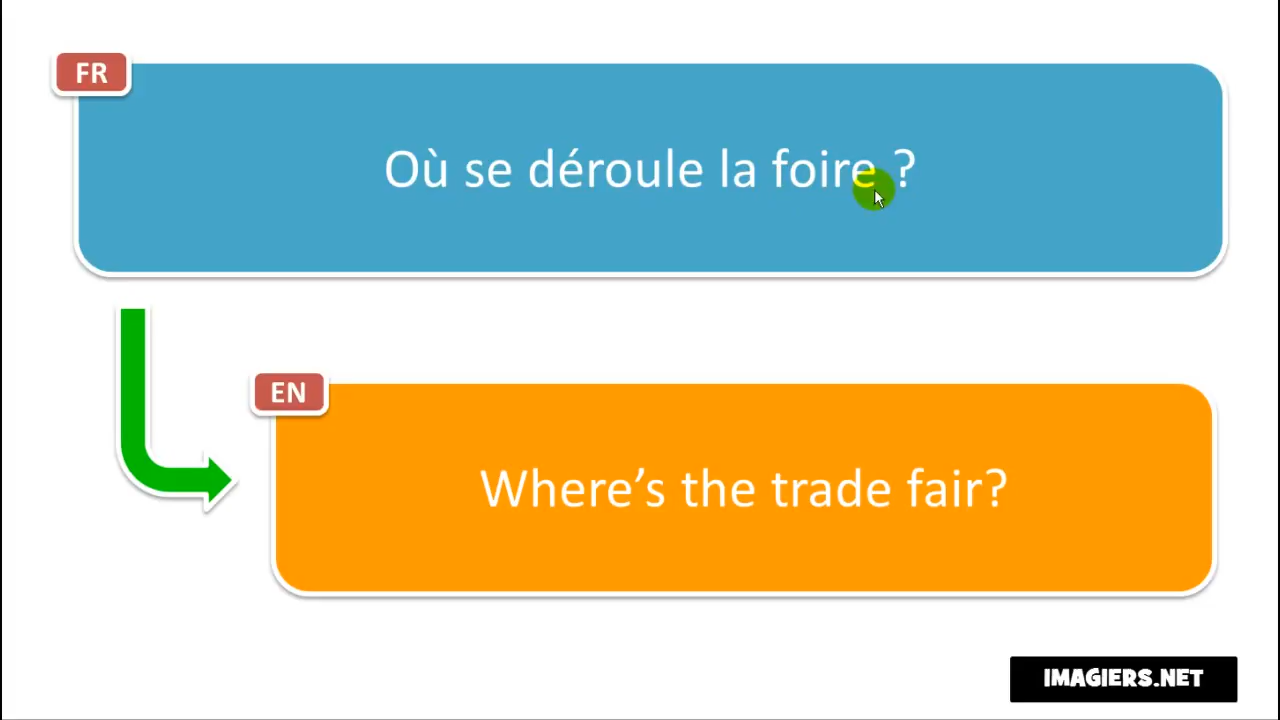 FR
Où se déroule la foire ?
EN
Where’s the trade fair?
IMAGIERS.NET